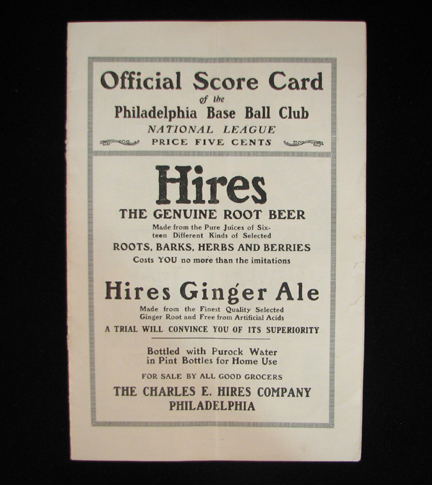 Official Score Card
of the
Philadelphia Base Ball Club
NATIONAL LEAGUE
PRICE FIVE CENTS
Hires
THE GENUINE ROOT BEER
Made from the Pure Juices of Six-
teen Different Kinds of Selected
ROOTS, BARKS, HERBS AND BERRIES
Costs YOU no more than the imitations
Hires Ginger Ale
Made from the Finest Quality Selected
Ginger Root and Free from Artificial Acids
A TRIAL WILL CONVINCE YOU OF ITS SUPERIORITY
Bottled with Purock Water
in Pint Bottles for Home Use
FOR SALE BY ALL GOOD GROCERS
THE CHARLES E. HIRES COMPANY
PHILADELPHIA